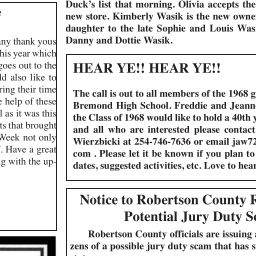 Duck's list that morning. Olivia accepts the
new store. Kimberly Wasik is the new owner
daughter to the late Sophie and Louis Was
Danny and Dottie Wasik.
any thank yous
his year which
goes out to the
ld also like to
ring their time
e help of these
l as it was this
ts that brought
Week not only
. Have a great
g with the up-
HEAR YE!! HEAR YE!!
The call is out to all members of the 1968 g
Bremond High School. Freddie and Jeann
the Class of 1968 would like to hold a 40th y
and all who are interested please contact
Wierzbicki at 254-746-7636 or email jaw72
com . Please let it be known if you plan to
dates, suggested activities, etc. Love to hear
Notice to Robertson County R
Potential Jury Duty Sc
Robertson County officials are issuing a
zens of a possible jury duty scam that has s